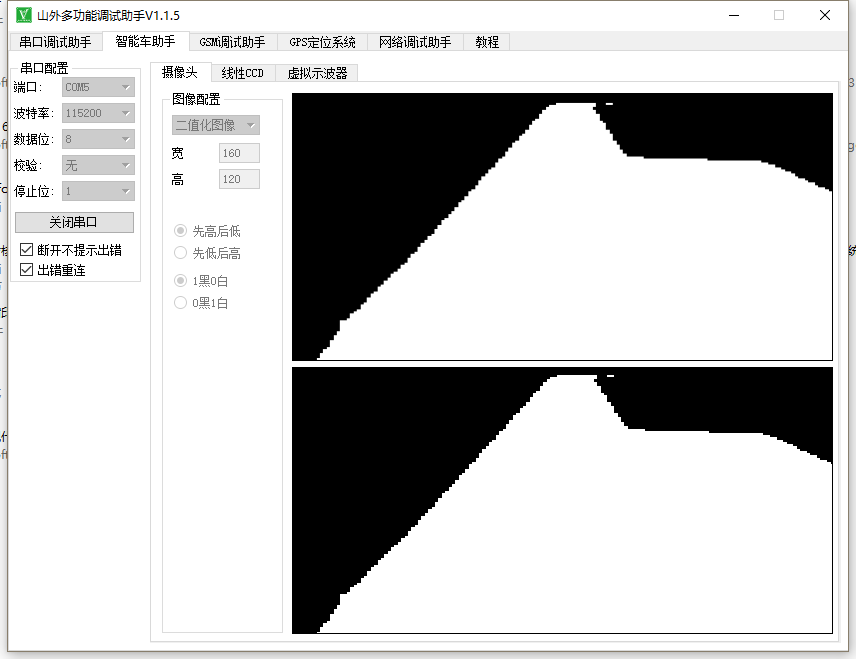 山外多功能调试助手V1.1.5
串口调试助手 智能车助手 GSM调试助手 GPS定位系统 网络调试助手 教程
串口配置
端口: COM5
波特率: 115200
数据位: 8
校验: 无
停止位: 1
关闭串口
断开不提示出错
出错重连
摄像头 线性CCD 虚拟示波器
图像配置
二值化图像
宽 160
高 120
先高后低
先低后高
1黑0白
0黑1白